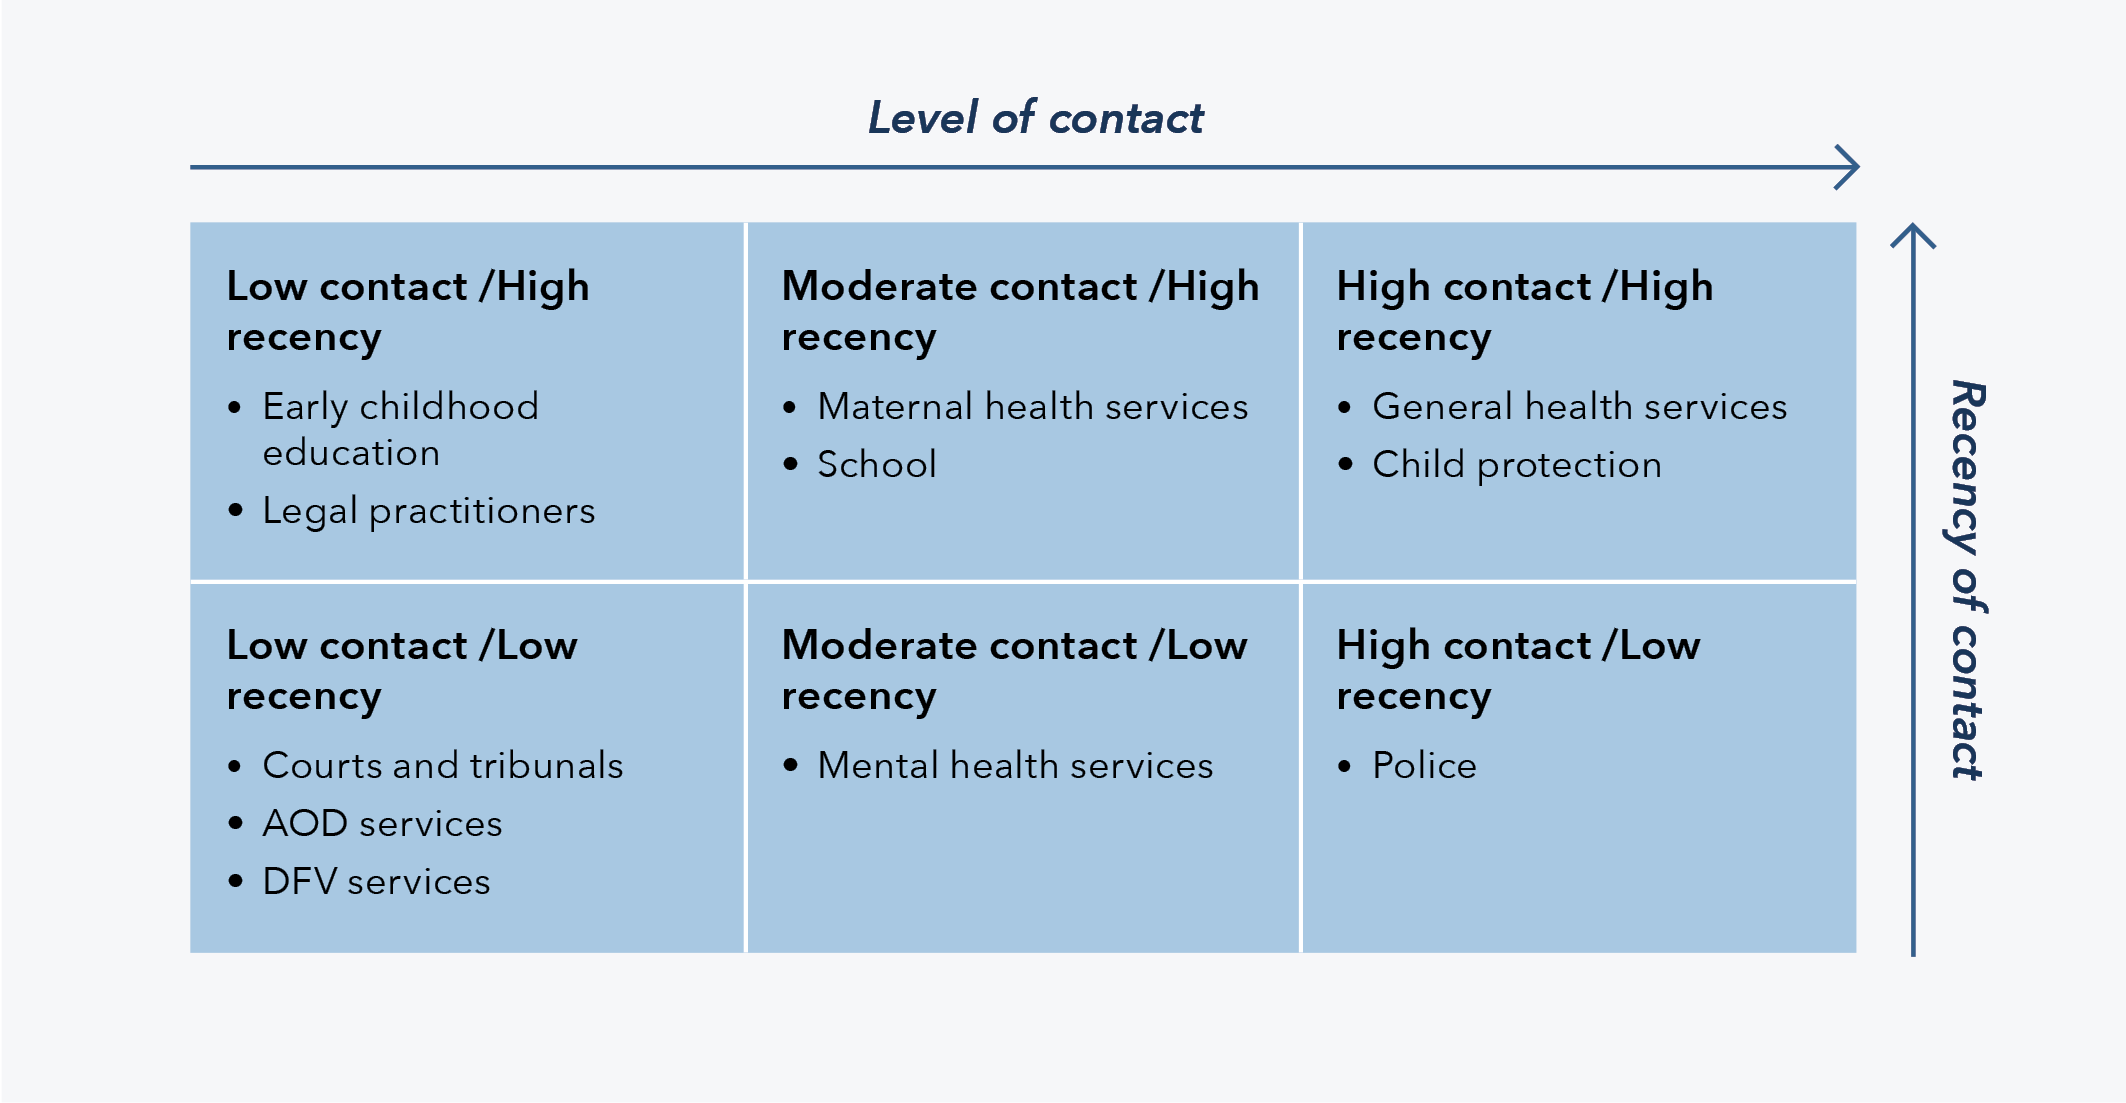 Level of contact
Low contact /High
recency
• Early childhood
education
• Legal practitioners
Moderate contact /High
recency
• Maternal health services
• School
High contact /High
recency
• General health services
• Child protection
Low contact /Low
recency
• Courts and tribunals
• AOD services
• DFV services
Moderate contact /Low
recency
• Mental health services
High contact /Low
recency
• Police
Recency of contact